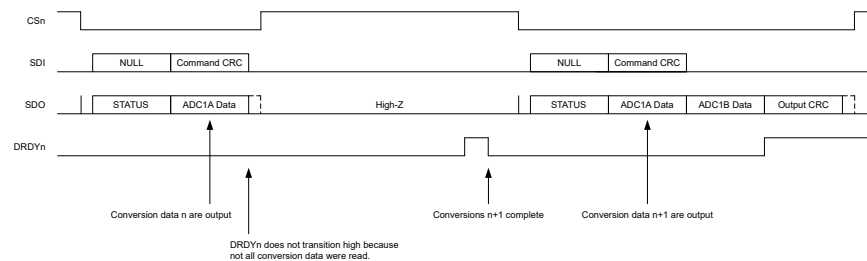 CSn
SDI
NULL
Command CRC
NULL
Command CRC
SDO
STATUS
ADC1A Data
High-Z
STATUS
ADC1A Data
ADC1B Data
Output CRC
DRDYn
Conversion data n are output
Conversions n+1 complete
Conversion data n+1 are output
DRDYn does not transition high because
not all conversion data were read.